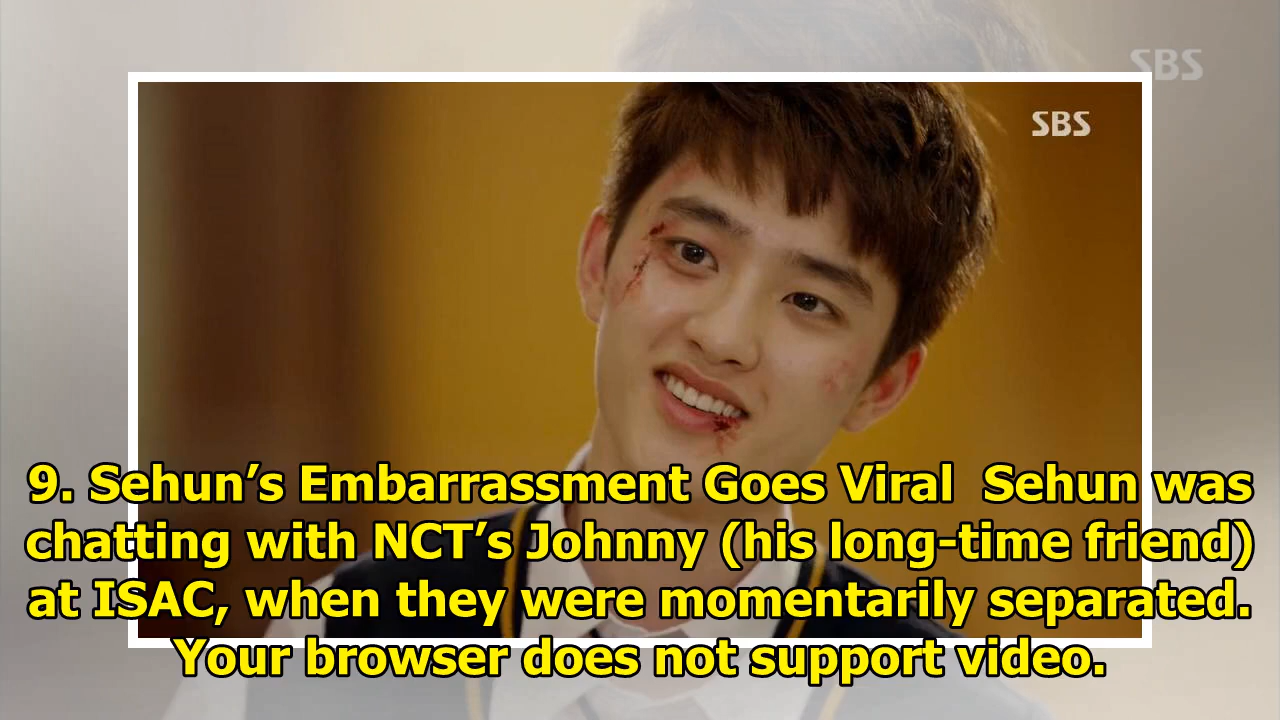 SBS
SBS
9. Sehun’s Embarrassment Goes Viral  Sehun was
chatting with NCT’s Johnny (his long-time friend)
at ISAC, when they were momentarily separated.
Your browser does not support video.